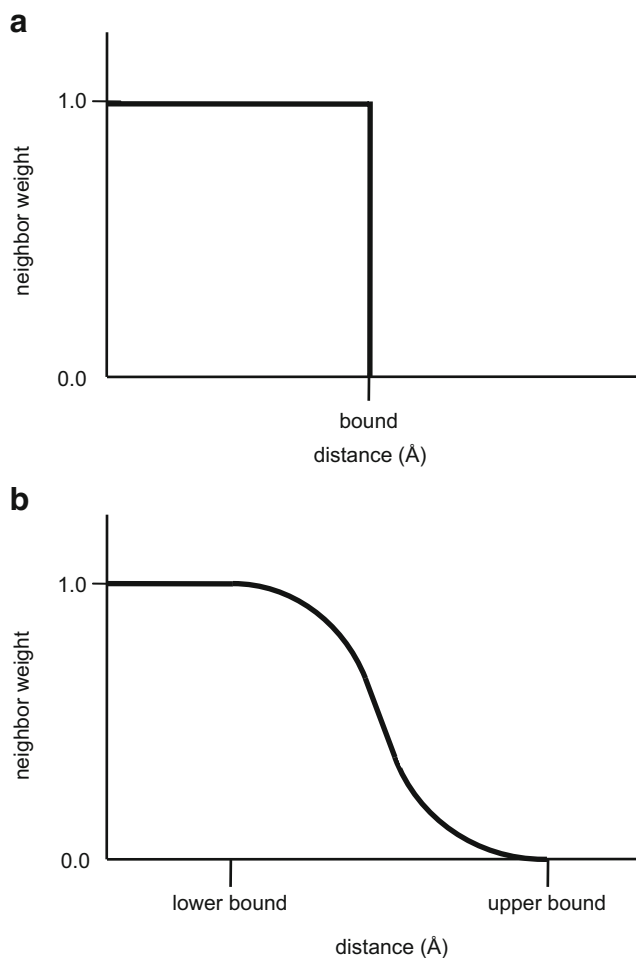 a
1.0
neighbor weight
0.0
bound
distance (Å)
b
1.0
neighbor weight
0.0
lower bound upper bound
distance (Å)